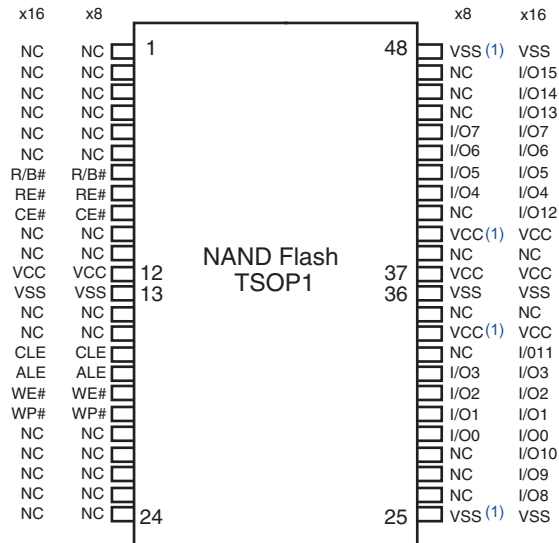 x16 x8 x8 x16
NC NC 1 48 VSS (1) VSS
NC NC NC I/O15
NC NC NC I/O14
NC NC NC I/O13
NC NC I/O7 I/O7
NC NC I/O6 I/O6
R/B# R/B# I/O5 I/O5
RE# RE# I/O4 I/O4
CE# CE# NC I/O12
NC NC VCC (1) VCC
NC NC NAND Flash NC NC
VCC VCC 12 TSOP1 37 VCC VCC
VSS VSS 13 36 VSS VSS
NC NC NC NC
NC NC VCC (1) VCC
CLE CLE NC I/011
ALE ALE I/O3 I/O3
WE# WE# I/O2 I/O2
WP# WP# I/O1 I/O1
NC NC I/O0 I/O0
NC NC NC I/O10
NC NC NC I/O9
NC NC NC I/O8
NC NC 24 25 VSS (1) VSS